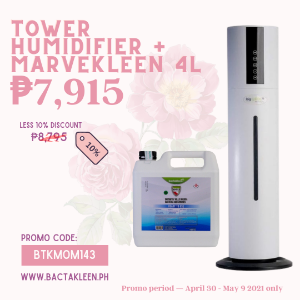 TOWER
HUMIDIFIER +
MARVEKLEEN 4L
₱7,915
LESS 10% DISCOUNT
₱8,795
10%
PROMO CODE:
BTKMOM143
WWW.BACTAKLEEN.PH
Promo period — April 30 - May 9 2021 only